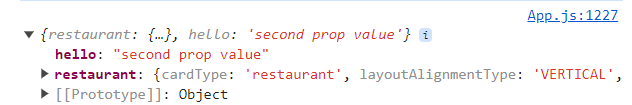 App.js:1227
▼ {restaurant: {…}, hello: 'second prop value'} i
hello: "second prop value"
▶ restaurant: {cardType: 'restaurant', layoutAlignmentType: 'VERTICAL',
▶ [[Prototype]]: Object